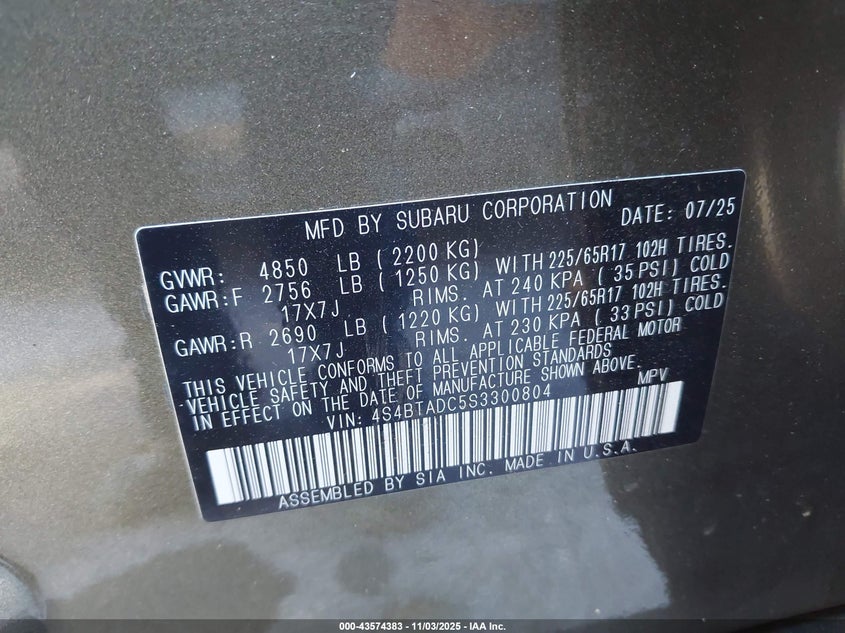 MFD BY SUBARU CORPORATION DATE: 07/25
GVWR: 4850 LB ( 2200 KG)
GAWR:F 2756 LB ( 1250 KG) WITH 225/65R17 102H TIRES.
17X7J RIMS. AT 240 KPA ( 35 PSI) COLD
GAWR:R 2690 LB ( 1220 KG) WITH 225/65R17 102H TIRES.
17X7J RIMS. AT 230 KPA ( 33 PSI) COLD
THIS VEHICLE CONFORMS TO ALL APPLICABLE FEDERAL MOTOR
VEHICLE SAFETY AND THEFT PREVENTION STANDARDS
IN EFFECT ON THE DATE OF MANUFACTURE SHOWN ABOVE.
VIN: 4S4BTADC5S3300804 MPV
ASSEMBLED BY SIA INC. MADE IN U.S.A.
000-43574383 | 11/03/2025 - IAA Inc.